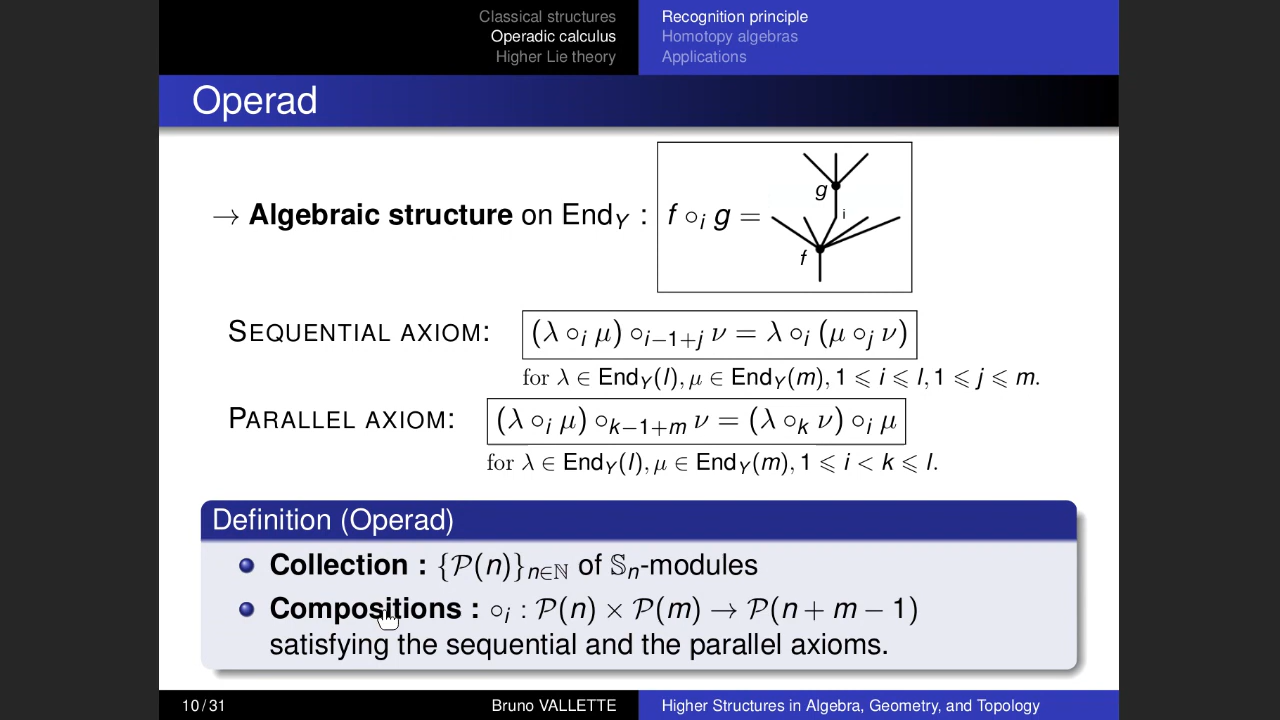 Classical structures
Operadic calculus
Higher Lie theory
Recognition principle
Homotopy algebras
Applications
Operad
→ Algebraic structure on End_Y : f ∘_i g =
g
i
f
SEQUENTIAL AXIOM: (λ ∘_i μ) ∘_{i−1+j} ν = λ ∘_i (μ ∘_j ν)
for λ ∈ End_Y(l), μ ∈ End_Y(m), 1 ⩽ i ⩽ l, 1 ⩽ j ⩽ m.
PARALLEL AXIOM: (λ ∘_i μ) ∘_{k−1+m} ν = (λ ∘_k ν) ∘_i μ
for λ ∈ End_Y(l), μ ∈ End_Y(m), 1 ⩽ i < k ⩽ l.
Definition (Operad)
Collection : {𝒫(n)}_{n∈ℕ} of 𝕊_n-modules
Compositions : ∘_i : 𝒫(n) × 𝒫(m) → 𝒫(n + m − 1)
satisfying the sequential and the parallel axioms.
10/31 Bruno VALLETTE Higher Structures in Algebra, Geometry, and Topology